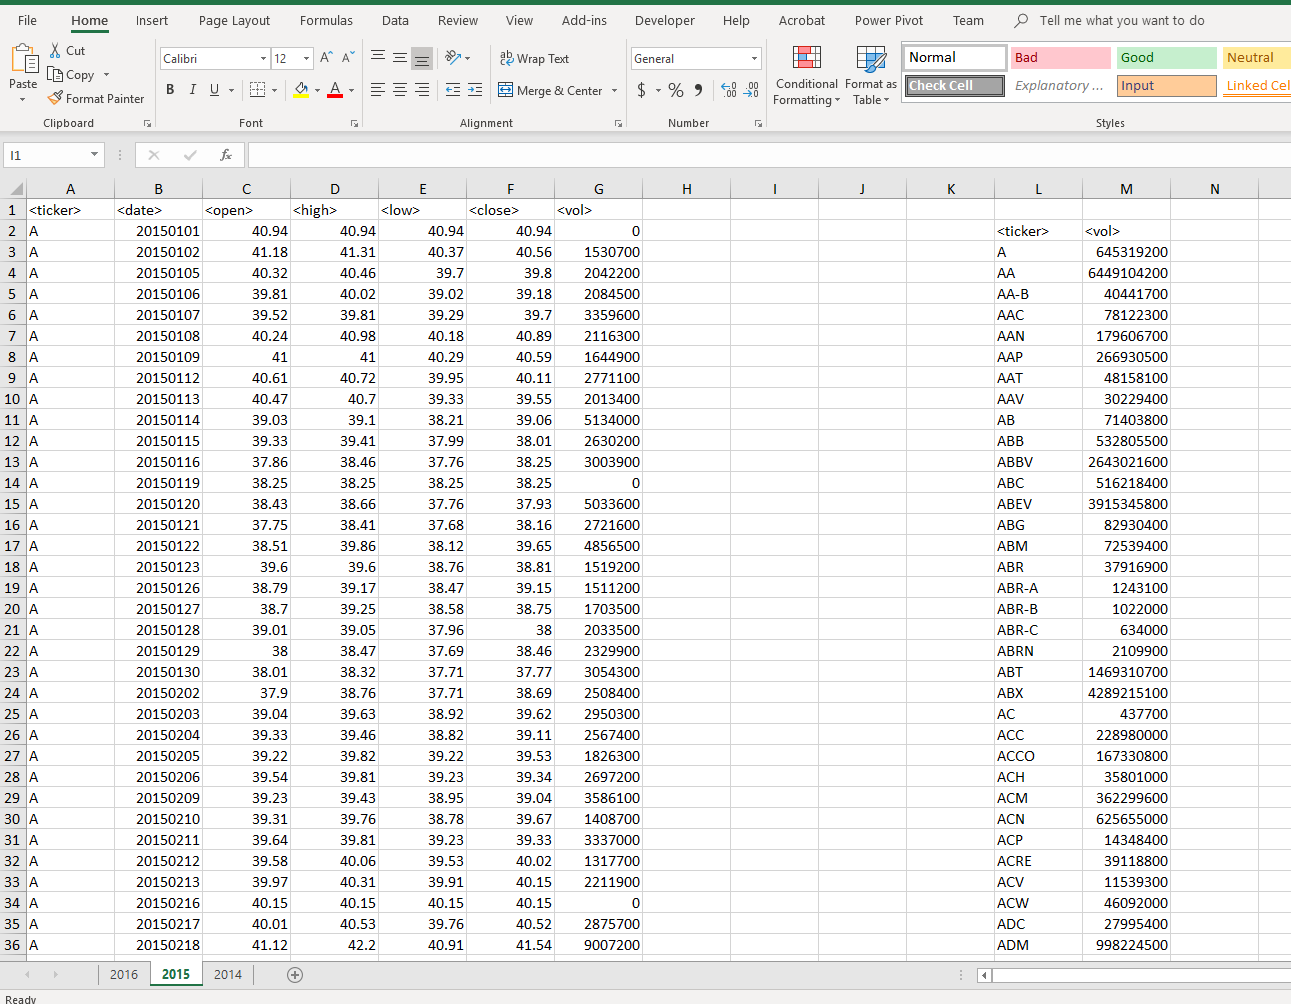 File Home Insert Page Layout Formulas Data Review View Add-ins Developer Help Acrobat Power Pivot Team Tell me what you want to do
Paste Cut Copy Format Painter
Calibri 12 A A
B I U A
ab Wrap Text
Merge & Center
General
$ % ,
Conditional Formatting
Format as Table
Normal Bad Good Neutral
Check Cell Explanatory ... Input Linked Cel
Clipboard Font Alignment Number Styles
I1 fx
A B C D E F G H I J K L M N
1 <ticker> <date> <open> <high> <low> <close> <vol>
2 A 20150101 40.94 40.94 40.94 40.94 0 <ticker> <vol>
3 A 20150102 41.18 41.31 40.37 40.56 1530700 A 645319200
4 A 20150105 40.32 40.46 39.7 39.8 2042200 AA 6449104200
5 A 20150106 39.81 40.02 39.02 39.18 2084500 AA-B 40441700
6 A 20150107 39.52 39.81 39.29 39.7 3359600 AAC 78122300
7 A 20150108 40.24 40.98 40.18 40.89 2116300 AAN 179606700
8 A 20150109 41 41 40.29 40.59 1644900 AAP 266930500
9 A 20150112 40.61 40.72 39.95 40.11 2771100 AAT 48158100
10 A 20150113 40.47 40.7 39.33 39.55 2013400 AAV 30229400
11 A 20150114 39.03 39.1 38.21 39.06 5134000 AB 71403800
12 A 20150115 39.33 39.41 37.99 38.01 2630200 ABB 532805500
13 A 20150116 37.86 38.46 37.76 38.25 3003900 ABBV 2643021600
14 A 20150119 38.25 38.25 38.25 38.25 0 ABC 516218400
15 A 20150120 38.43 38.66 37.76 37.93 5033600 ABEV 3915345800
16 A 20150121 37.75 38.41 37.68 38.16 2721600 ABG 82930400
17 A 20150122 38.51 39.86 38.12 39.65 4856500 ABM 72539400
18 A 20150123 39.6 39.6 38.76 38.81 1519200 ABR 37916900
19 A 20150126 38.79 39.17 38.47 39.15 1511200 ABR-A 1243100
20 A 20150127 38.7 39.25 38.58 38.75 1703500 ABR-B 1022000
21 A 20150128 39.01 39.05 37.96 38 2033500 ABR-C 634000
22 A 20150129 38 38.47 37.69 38.46 2329900 ABRN 2109900
23 A 20150130 38.01 38.32 37.71 37.77 3054300 ABT 1469310700
24 A 20150202 37.9 38.76 37.71 38.69 2508400 ABX 4289215100
25 A 20150203 39.04 39.63 38.92 39.62 2950300 AC 437700
26 A 20150204 39.33 39.46 38.82 39.11 2567400 ACC 228980000
27 A 20150205 39.22 39.82 39.22 39.53 1826300 ACCO 167330800
28 A 20150206 39.54 39.81 39.23 39.34 2697200 ACH 35801000
29 A 20150209 39.23 39.43 38.95 39.04 3586100 ACM 362299600
30 A 20150210 39.31 39.76 38.78 39.67 1408700 ACN 625655000
31 A 20150211 39.64 39.81 39.23 39.33 3337000 ACP 14348400
32 A 20150212 39.58 40.06 39.53 40.02 1317700 ACRE 39118800
33 A 20150213 39.97 40.31 39.91 40.15 2211900 ACV 11539300
34 A 20150216 40.15 40.15 40.15 40.15 0 ACW 46092000
35 A 20150217 40.01 40.53 39.76 40.52 2875700 ADC 27995400
36 A 20150218 41.12 42.2 40.91 41.54 9007200 ADM 998224500
2016 2015 2014
Ready